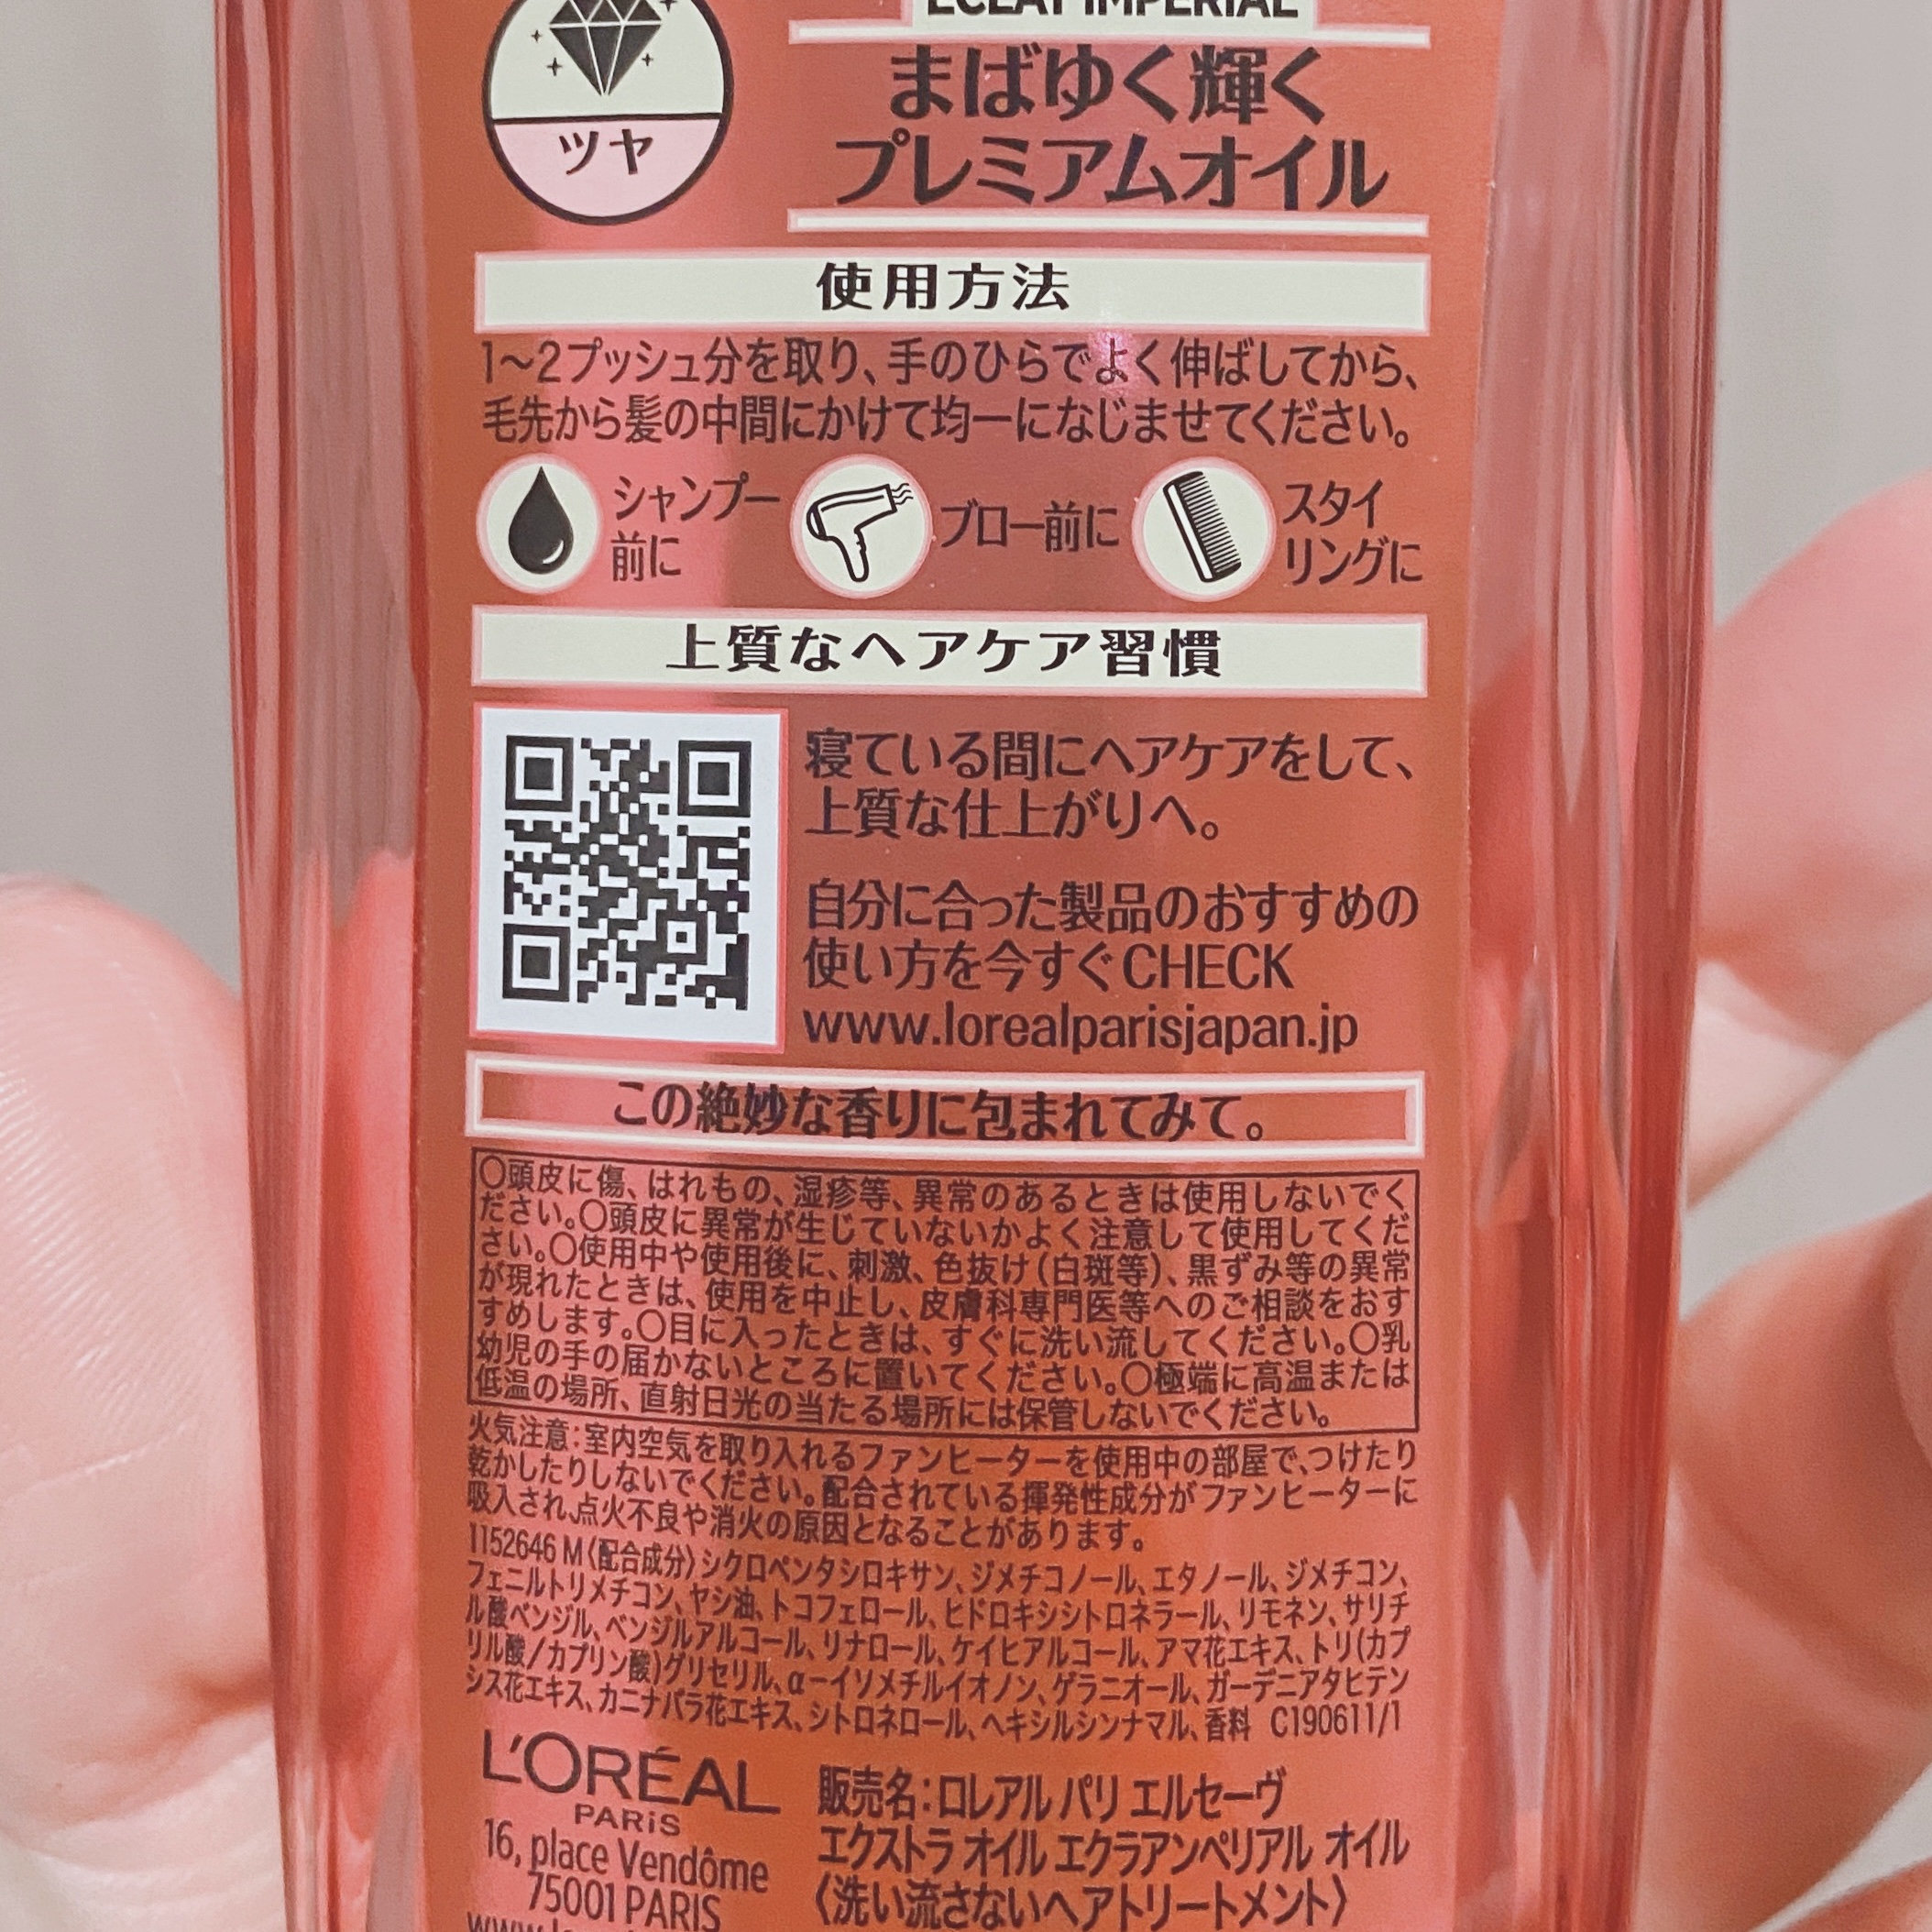 ECLAT IMPERIAL
ツヤ
まばゆく輝く
プレミアムオイル
使用方法
1〜2プッシュ分を取り、手のひらでよく伸ばしてから、
毛先から髪の中間にかけて均一になじませてください。
シャンプー
前に
ブロー前に
スタイ
リングに
上質なヘアケア習慣
寝ている間にヘアケアをして、
上質な仕上がりへ。
自分に合った製品のおすすめの
使い方を今すぐCHECK
www.lorealparisjapan.jp
この絶妙な香りに包まれてみて。
〇頭皮に傷、はれもの、湿疹等、異常のあるときは使用しないでく
ださい。〇頭皮に異常が生じていないかよく注意して使用してくだ
さい。〇使用中や使用後に、刺激、色抜け(白斑等)、黒ずみ等の異常
が現れたときは、使用を中止し、皮膚科専門医等へのご相談をおす
すめします。〇目に入ったときは、すぐに洗い流してください。〇乳
幼児の手の届かないところに置いてください。〇極端に高温または
低温の場所、直射日光の当たる場所には保管しないでください。
火気注意:室内空気を取り入れるファンヒーターを使用中の部屋で、つけたり
乾かしたりしないでください。配合されている揮発性成分がファンヒーターに
吸入され、点火不良や消火の原因となることがあります。
1152646 M〈配合成分〉シクロペンタシロキサン、ジメチコノール、エタノール、ジメチコン、
フェニルトリメチコン、ヤシ油、トコフェロール、ヒドロキシシトロネラール、リモネン、サリチ
ル酸ベンジル、ベンジルアルコール、リナロール、ケイヒアルコール、アマ花エキス、トリ(カプ
リル酸/カプリン酸)グリセリル、α-イソメチルイオノン、ゲラニオール、ガーデニアタヒテン
シス花エキス、カニナバラ花エキス、シトロネロール、ヘキシルシンナマル、香料 C190611/1
L'ORÉAL
PARiS
16, place Vendôme
75001 PARIS
販売名:ロレアル パリ エルセーヴ
エクストラ オイル エクラアンペリアル オイル
〈洗い流さないヘアトリートメント〉